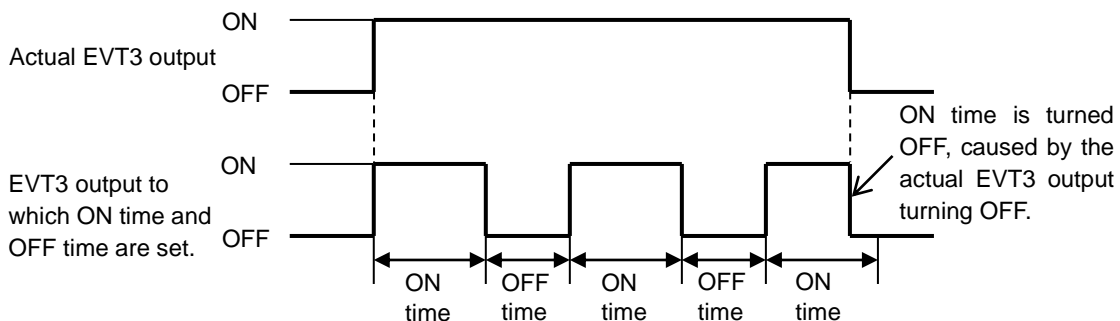 ON
Actual EVT3 output
OFF
ON time is turned
OFF, caused by the
actual EVT3 output
turning OFF.
ON
EVT3 output to
which ON time and
OFF time are set.
OFF
ON
time
OFF
time
ON
time
OFF
time
ON
time